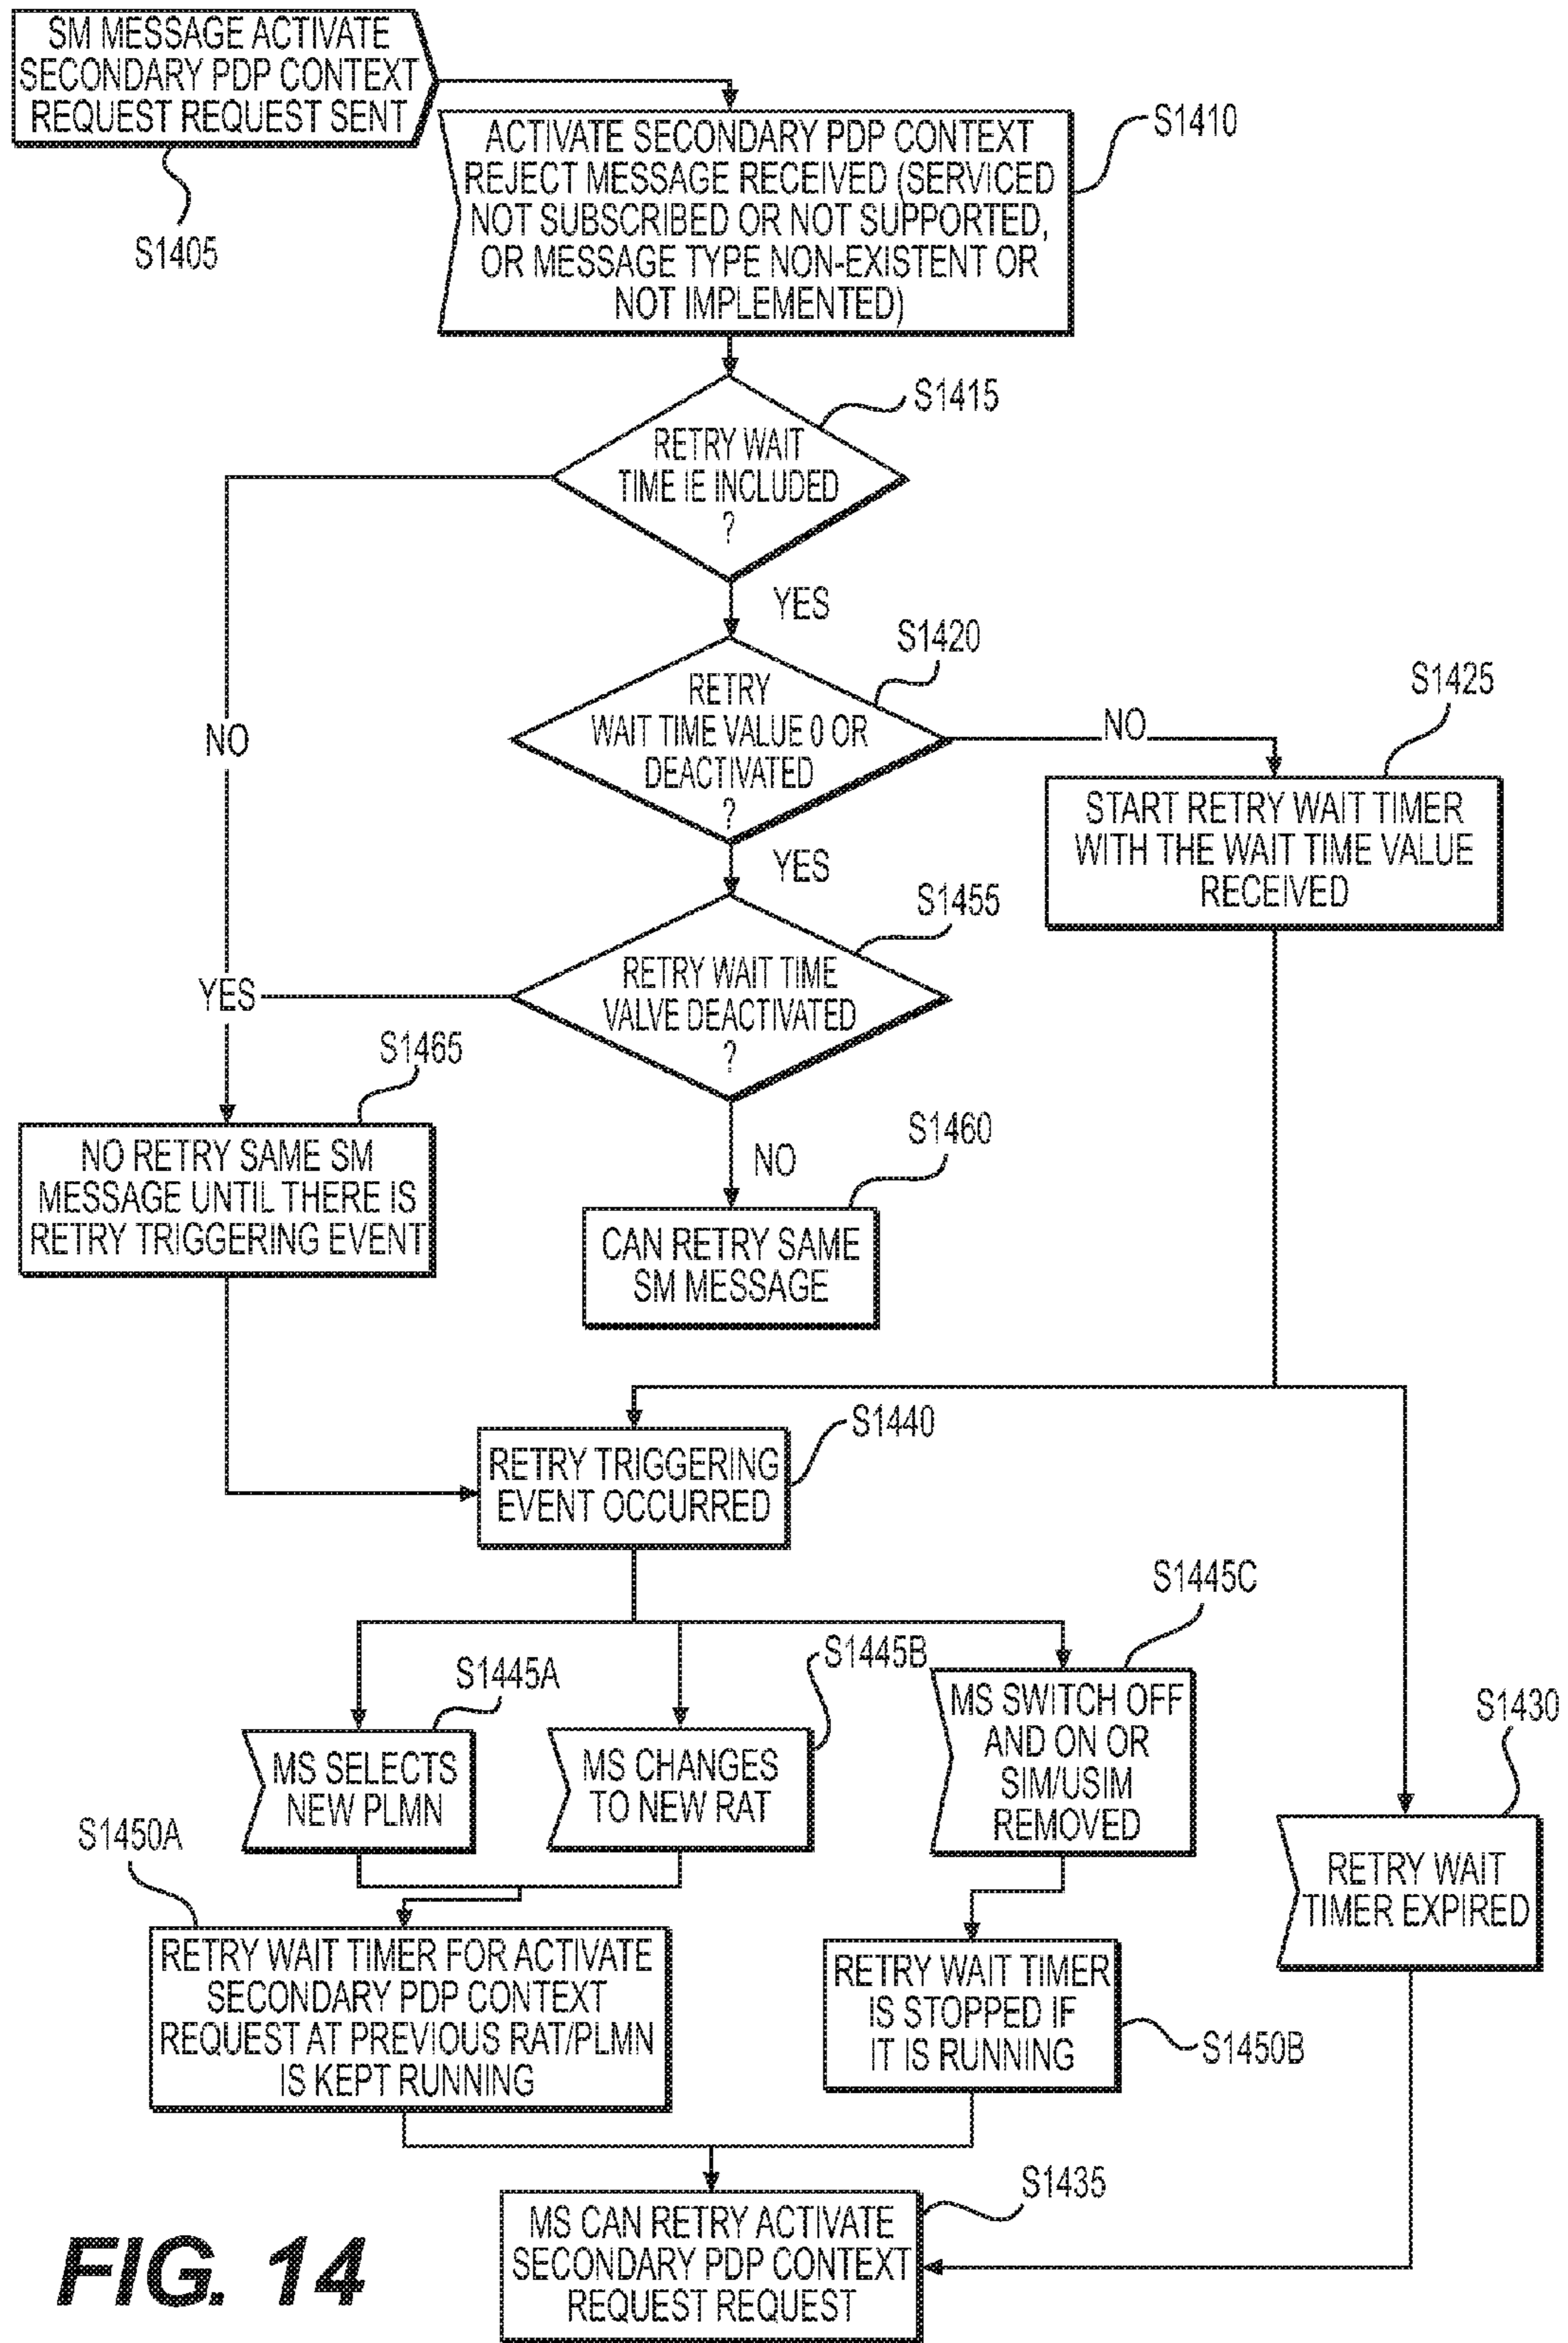 SM MESSAGE ACTIVATE
SECONDARY PDP CONTEXT
REQUEST REQUEST SENT
S1405
ACTIVATE SECONDARY PDP CONTEXT
REJECT MESSAGE RECEIVED (SERVICED
NOT SUBSCRIBED OR NOT SUPPORTED,
OR MESSAGE TYPE NON-EXISTENT OR
NOT IMPLEMENTED)
S1410
RETRY WAIT
TIME IE INCLUDED
?
S1415
YES
NO
RETRY
WAIT TIME VALUE 0 OR
DEACTIVATED
?
S1420
NO
YES
START RETRY WAIT TIMER
WITH THE WAIT TIME VALUE
RECEIVED
S1425
RETRY WAIT TIME
VALVE DEACTIVATED
?
S1455
YES
NO
NO RETRY SAME SM
MESSAGE UNTIL THERE IS
RETRY TRIGGERING EVENT
S1465
CAN RETRY SAME
SM MESSAGE
S1460
RETRY TRIGGERING
EVENT OCCURRED
S1440
MS SELECTS
NEW PLMN
S1445A
MS CHANGES
TO NEW RAT
S1445B
MS SWITCH OFF
AND ON OR
SIM/USIM
REMOVED
S1445C
RETRY WAIT
TIMER EXPIRED
S1430
RETRY WAIT TIMER FOR ACTIVATE
SECONDARY PDP CONTEXT
REQUEST AT PREVIOUS RAT/PLMN
IS KEPT RUNNING
S1450A
RETRY WAIT TIMER
IS STOPPED IF
IT IS RUNNING
S1450B
MS CAN RETRY ACTIVATE
SECONDARY PDP CONTEXT
REQUEST REQUEST
S1435
FIG. 14